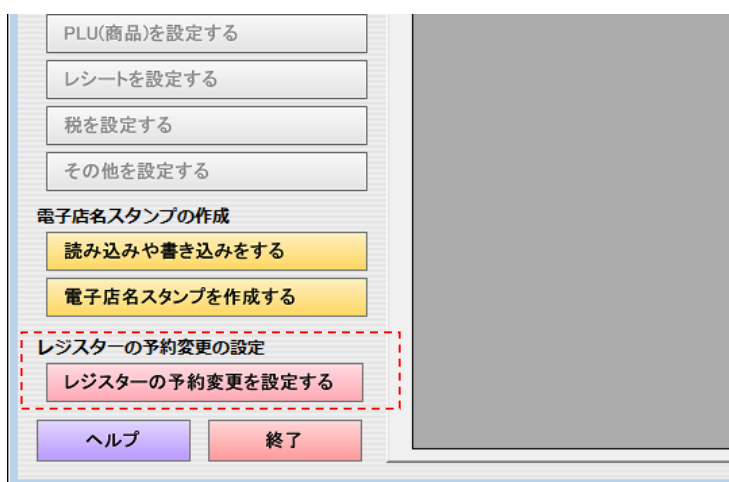 PLU(商品)を設定する
レシートを設定する
税を設定する
その他を設定する
電子店名スタンプの作成
読み込みや書き込みをする
電子店名スタンプを作成する
レジスターの予約変更の設定
レジスターの予約変更を設定する
ヘルプ
終了